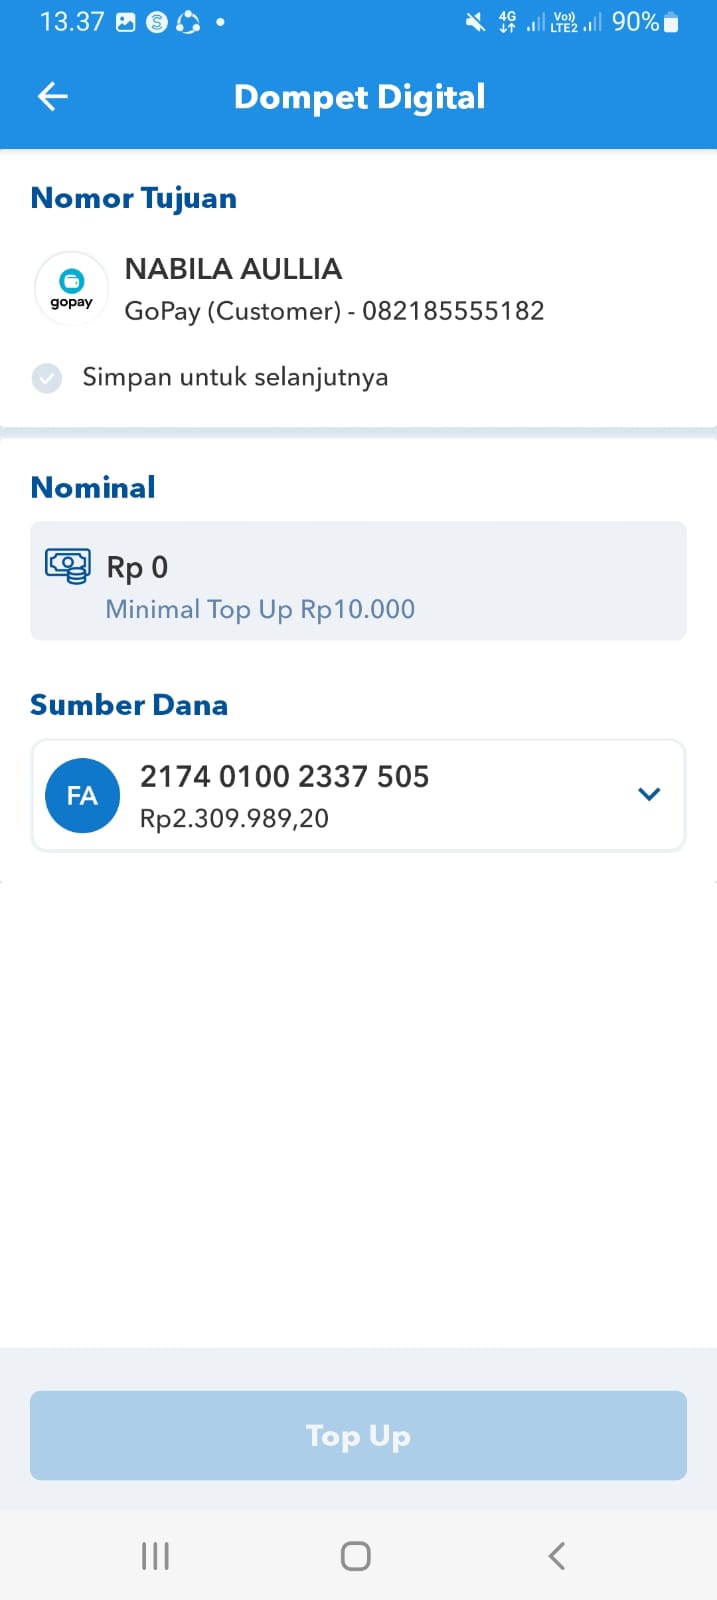 13.37
4G
Vo))
LTE2
90%
Dompet Digital
Nomor Tujuan
gopay
NABILA AULLIA
GoPay (Customer) - 082185555182
Simpan untuk selanjutnya
Nominal
Rp 0
Minimal Top Up Rp10.000
Sumber Dana
FA
2174 0100 2337 505
Rp2.309.989,20
Top Up